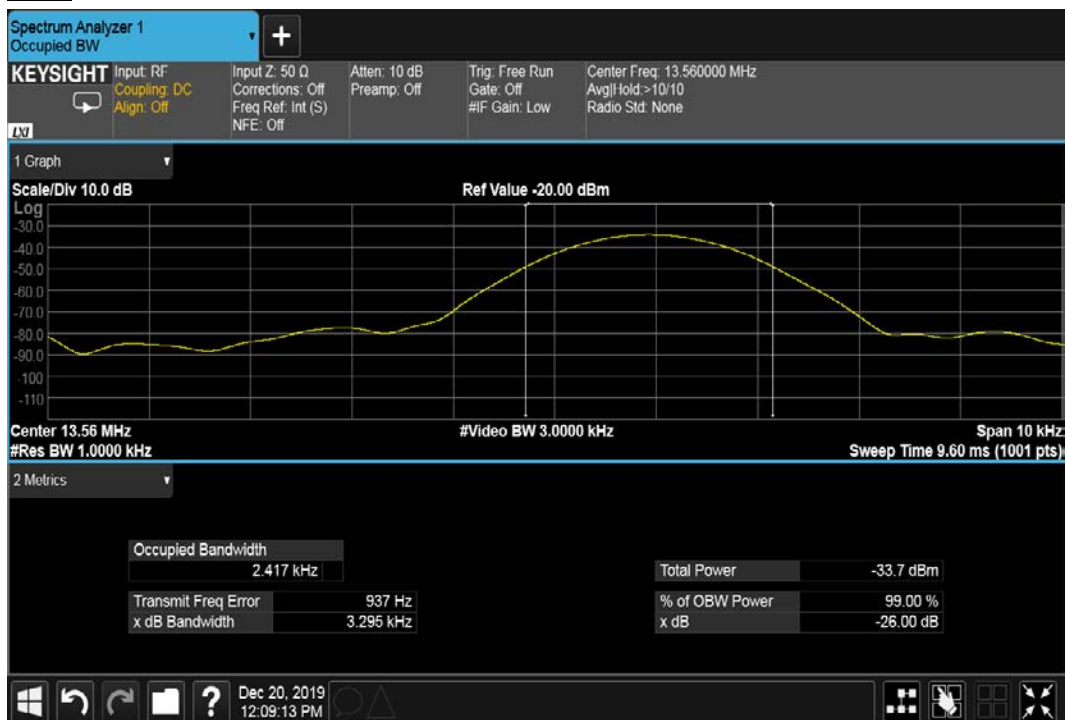 Spectrum Analyzer 1
Occupied BW
+
KEYSIGHT
LXI
Input: RF
Coupling: DC
Align: Off
Input Z: 50 Ω
Corrections: Off
Freq Ref: Int (S)
NFE: Off
Atten: 10 dB
Preamp: Off
Trig: Free Run
Gate: Off
#IF Gain: Low
Center Freq: 13.560000 MHz
Avg|Hold:>10/10
Radio Std: None
1 Graph
Scale/Div 10.0 dB
Ref Value -20.00 dBm
Log
-30.0
-40.0
-50.0
-60.0
-70.0
-80.0
-90.0
-100
-110
Center 13.56 MHz
#Video BW 3.0000 kHz
Span 10 kHz
#Res BW 1.0000 kHz
Sweep Time 9.60 ms (1001 pts)
2 Metrics
Occupied Bandwidth
2.417 kHz
Total Power -33.7 dBm
Transmit Freq Error 937 Hz
% of OBW Power 99.00 %
x dB Bandwidth 3.295 kHz
x dB -26.00 dB
?
Dec 20, 2019
12:09:13 PM